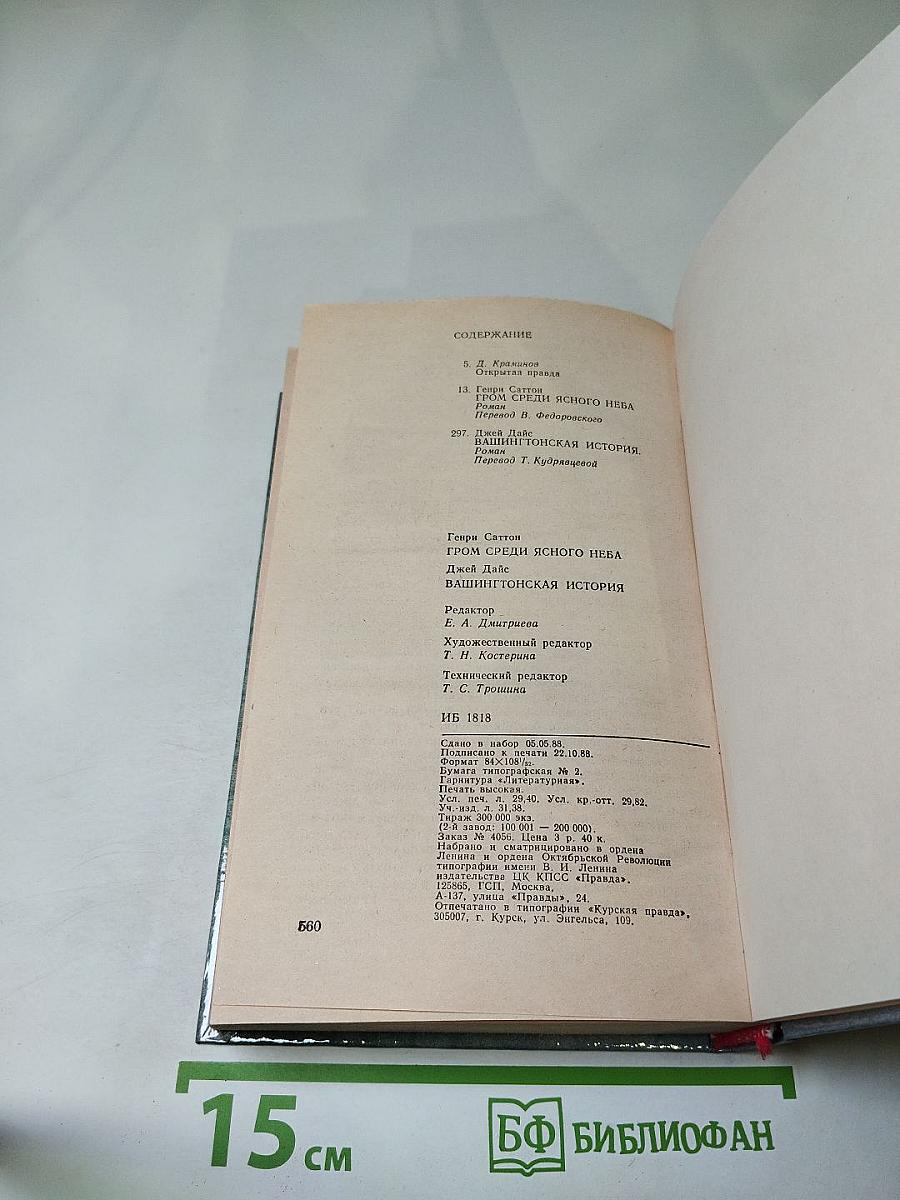 СОДЕРЖАНИЕ
5. Д. Краминов
Открытая правда
13. Генри Саттон
ГРОМ СРЕДИ ЯСНОГО НЕБА
Роман
Перевод В. Федоровского
297. Джей Дайс
ВАШИНГТОНСКАЯ ИСТОРИЯ.
Роман
Перевод Т. Кудрявцевой
Генри Саттон
ГРОМ СРЕДИ ЯСНОГО НЕБА
Джей Дайс
ВАШИНГТОНСКАЯ ИСТОРИЯ
Редактор
Е. А. Дмитриева
Художественный редактор
Т. Н. Костерина
Технический редактор
Т. С. Трошина
ИБ 1818
Сдано в набор 05.05.88.
Подписано к печати 22.10.88.
Формат 84×108¹/₃₂.
Бумага типографская № 2.
Гарнитура «Литературная».
Печать высокая.
Усл. печ. л. 29,40. Усл. кр.-отт. 29,82.
Уч.-изд. л. 31,38.
Тираж 300 000 экз.
(2-й завод: 100 001 — 200 000).
Заказ № 4056. Цена 3 р. 40 к.
Набрано и сматрицировано в ордена
Ленина и ордена Октябрьской Революции
типографии имени В. И. Ленина
издательства ЦК КПСС «Правда».
125865, ГСП, Москва,
А-137, улица «Правды», 24.
Отпечатано в типографии «Курская правда»,
305007, г. Курск, ул. Энгельса, 109.
560
15 см
БФ БИБЛИОФАН